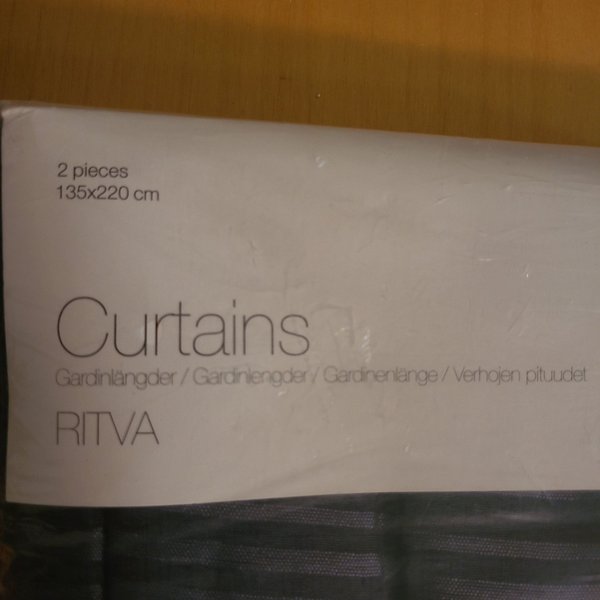 2 pieces
135x220 cm
Curtains
Gardinlängder / Gardinlengder / Gardinenlänge / Verhojen pituudet
RITVA